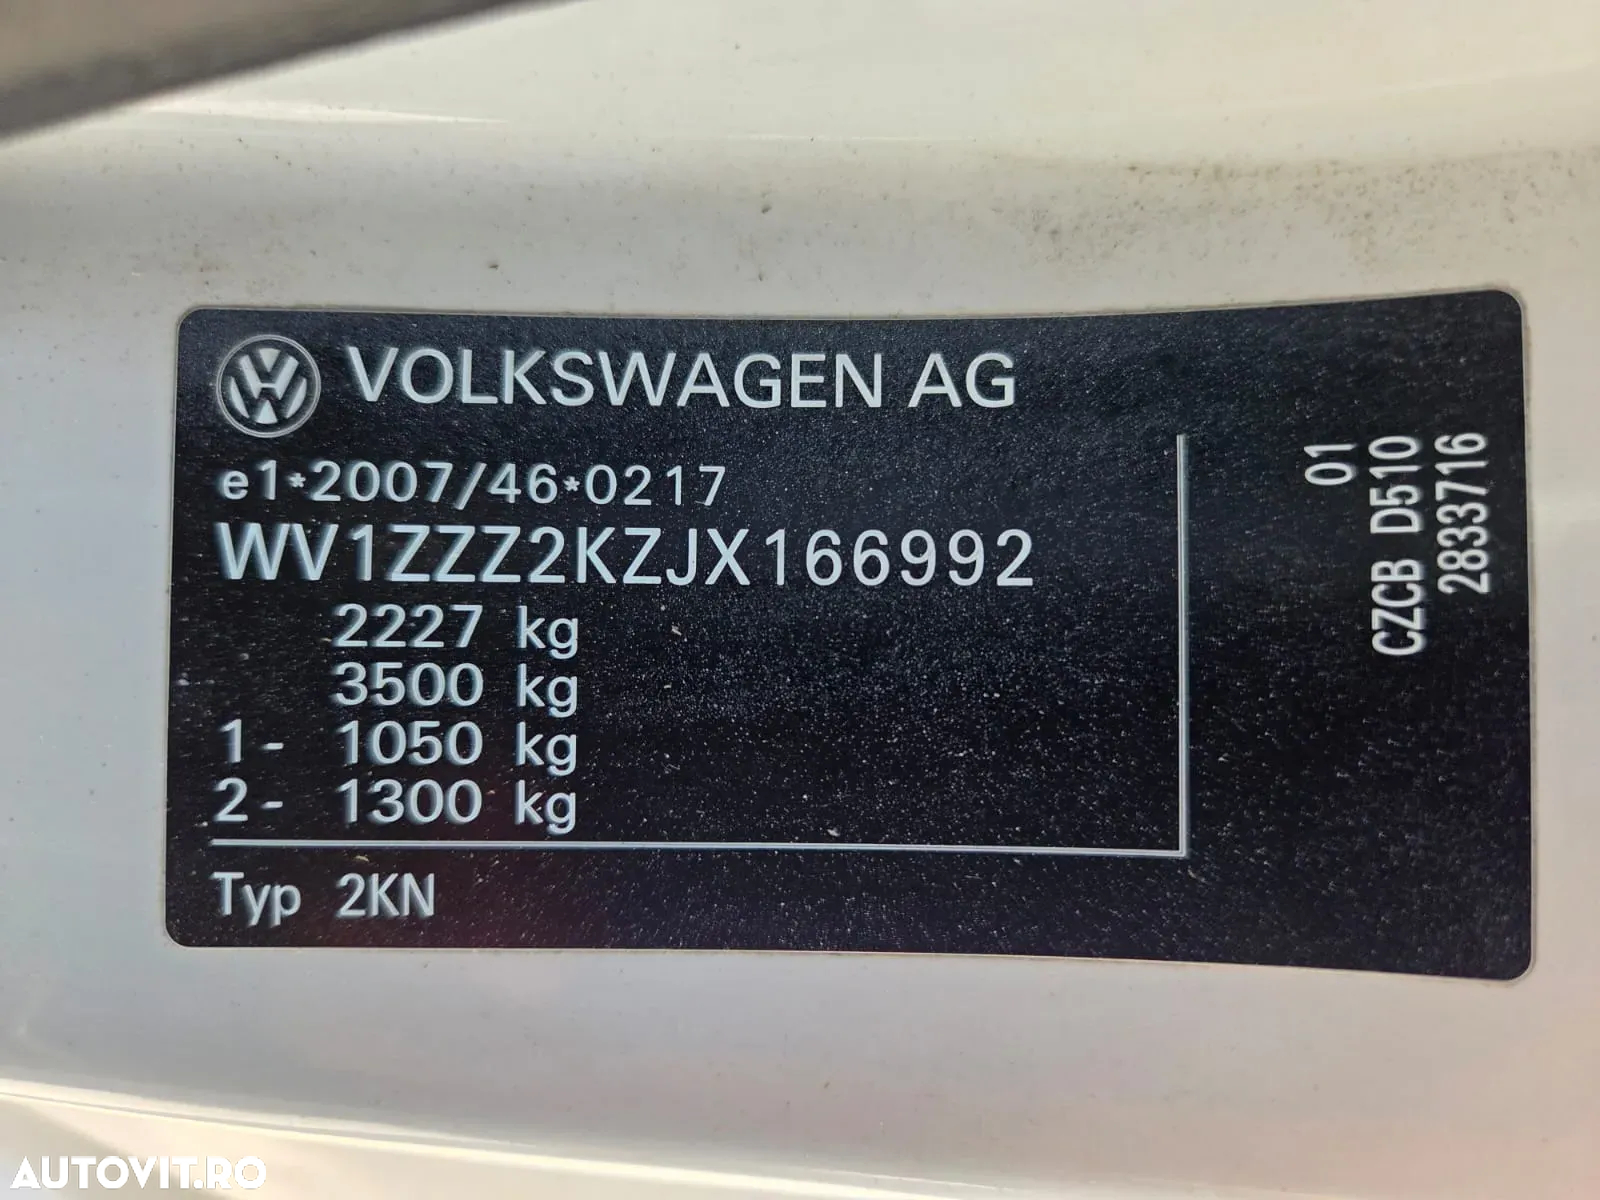 VOLKSWAGEN AG
e1*2007/46*0217
WV1ZZZ2KZJX166992
2227 kg
3500 kg
1- 1050 kg
2- 1300 kg
Typ 2KN
01
CZCB D510
2833716
AUTOVIT.RO